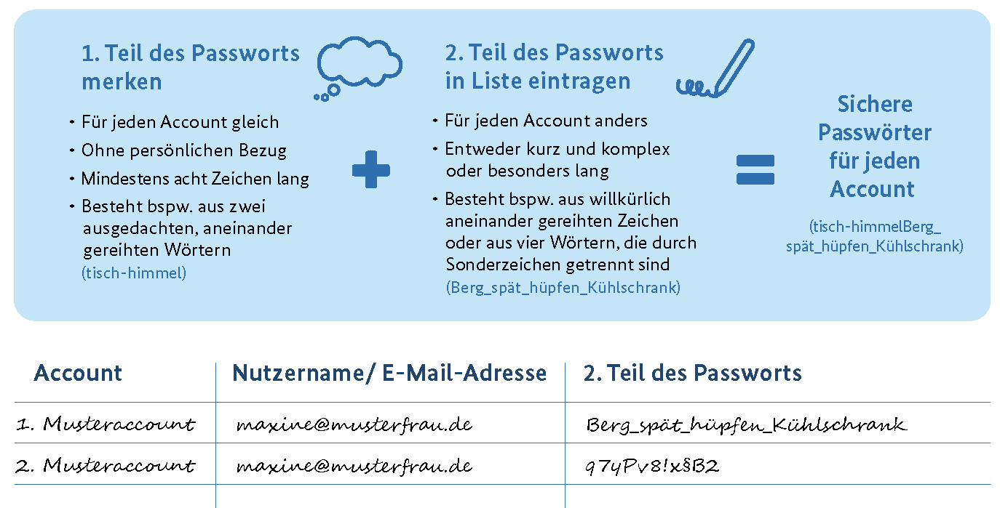 1. Teil des Passworts
merken
• Für jeden Account gleich
• Ohne persönlichen Bezug
• Mindestens acht Zeichen lang
• Besteht bspw. aus zwei
ausgedachten, aneinander
gereihten Wörtern
(tisch-himmel)
2. Teil des Passworts
in Liste eintragen
• Für jeden Account anders
• Entweder kurz und komplex
oder besonders lang
• Besteht bspw. aus willkürlich
aneinander gereihten Zeichen
oder aus vier Wörtern, die durch
Sonderzeichen getrennt sind
(Berg_spät_hüpfen_Kühlschrank)
Sichere
Passwörter
für jeden
Account
(tisch-himmelBerg_
spät_hüpfen_Kühlschrank)
Account Nutzername/ E-Mail-Adresse 2. Teil des Passworts
1. Musteraccount maxine@musterfrau.de Berg_spät_hüpfen_Kühlschrank
2. Musteraccount maxine@musterfrau.de q7yPv8!x§B2